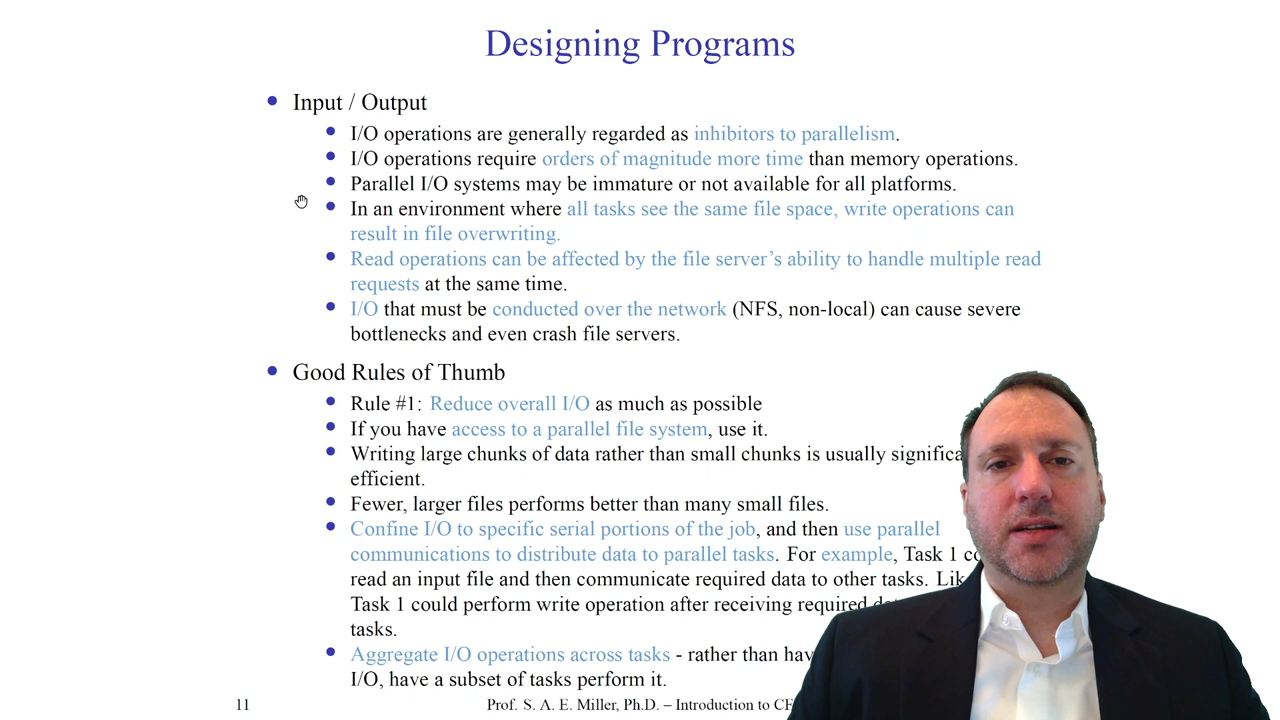 Designing Programs
Input / Output
I/O operations are generally regarded as inhibitors to parallelism.
I/O operations require orders of magnitude more time than memory operations.
Parallel I/O systems may be immature or not available for all platforms.
In an environment where all tasks see the same file space, write operations can
result in file overwriting.
Read operations can be affected by the file server's ability to handle multiple read
requests at the same time.
I/O that must be conducted over the network (NFS, non-local) can cause severe
bottlenecks and even crash file servers.
Good Rules of Thumb
Rule #1: Reduce overall I/O as much as possible
If you have access to a parallel file system, use it.
Writing large chunks of data rather than small chunks is usually
efficient.
Fewer, larger files performs better than many small files.
Confine I/O to specific serial portions of the job, and then use parallel
communications to distribute data to parallel tasks. For example, Task 1
read an input file and then communicate required data to other tasks.
Task 1 could perform write operation after receiving required
tasks.
Aggregate I/O operations across tasks - rather than
I/O, have a subset of tasks perform it.
11 Prof. S. A. E. Miller, Ph.D. – Introduction to